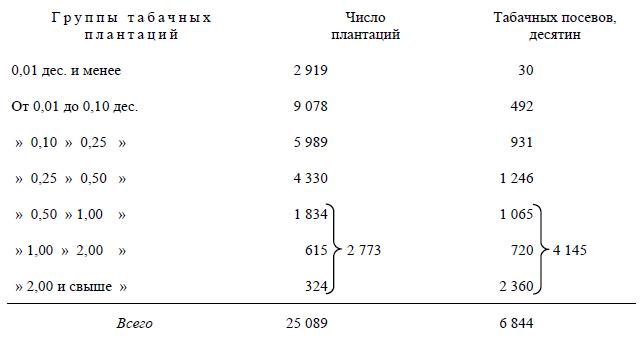 Группы табачных плантаций Число плантаций Табачных посевов, десятин
0,01 дес. и менее 2 919 30
От 0,01 до 0,10 дес. 9 078 492
» 0,10 » 0,25 » 5 989 931
» 0,25 » 0,50 » 4 330 1 246
» 0,50 » 1,00 » 1 834 1 065
» 1,00 » 2,00 » 615 2 773 720 4 145
» 2,00 и свыше » 324 2 360
Всего 25 089 6 844